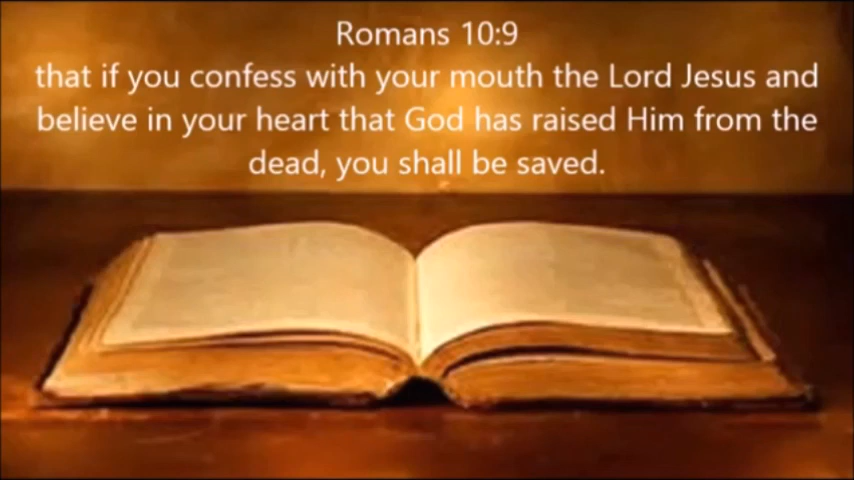 Romans 10:9
that if you confess with your mouth the Lord Jesus and
believe in your heart that God has raised Him from the
dead, you shall be saved.